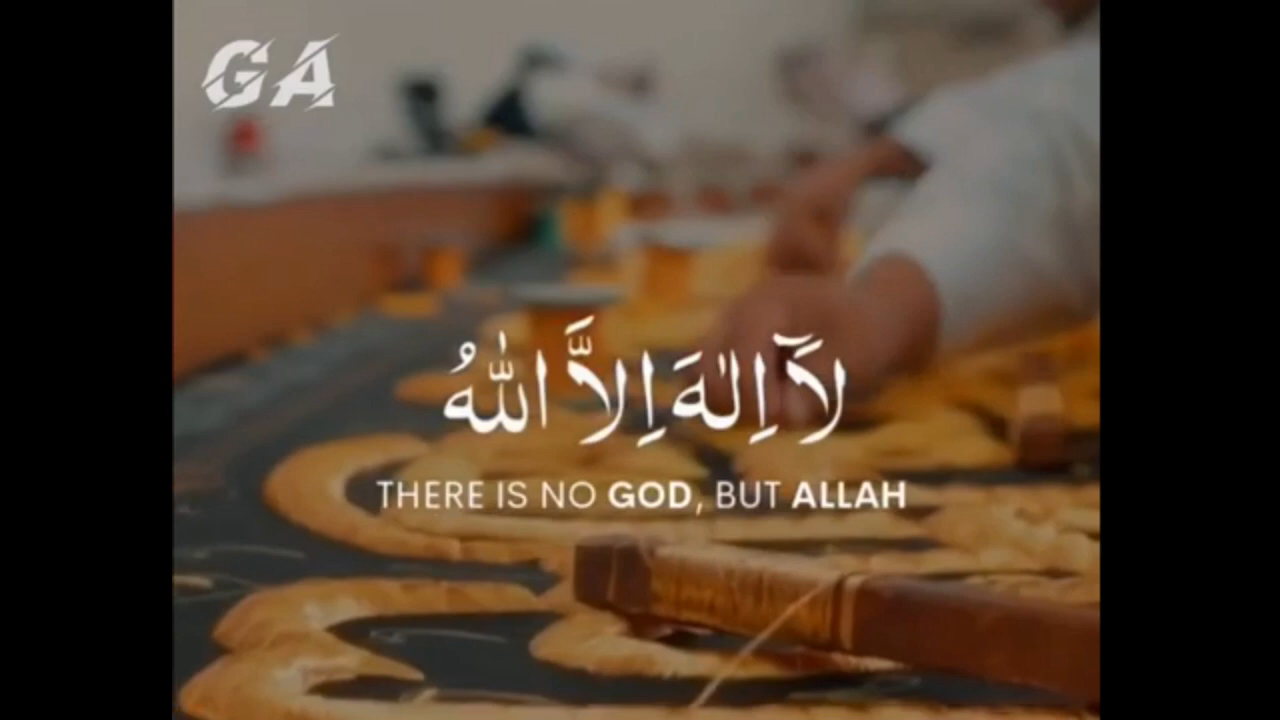 GA
لَآ اِلٰهَ اِلَّا اللّٰهُ
THERE IS NO GOD, BUT ALLAH